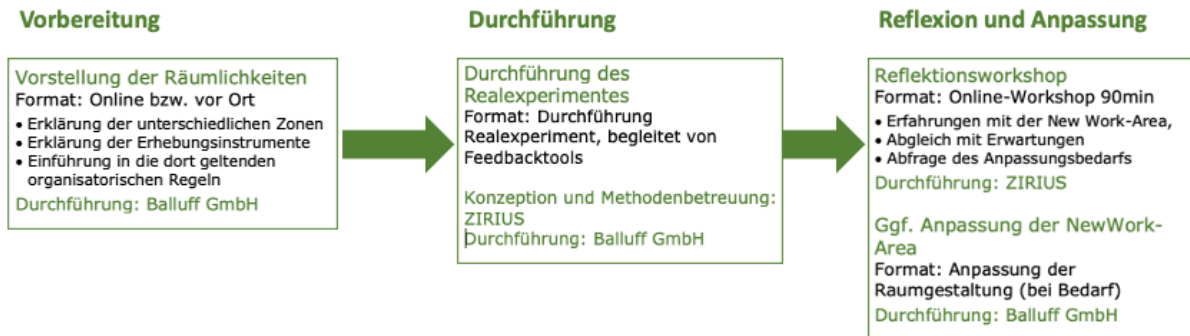 Vorbereitung
Vorstellung der Räumlichkeiten
Format: Online bzw. vor Ort
• Erklärung der unterschiedlichen Zonen
• Erklärung der Erhebungsinstrumente
• Einführung in die dort geltenden
organisatorischen Regeln
Durchführung: Balluff GmbH
Durchführung
Durchführung des
Realexperimentes
Format: Durchführung
Realexperiment, begleitet von
Feedbacktools
Konzeption und Methodenbetreuung:
ZIRIUS
Durchführung: Balluff GmbH
Reflexion und Anpassung
Reflektionsworkshop
Format: Online-Workshop 90min
• Erfahrungen mit der New Work-Area,
• Abgleich mit Erwartungen
• Abfrage des Anpassungsbedarfs
Durchführung: ZIRIUS
Ggf. Anpassung der NewWork-
Area
Format: Anpassung der
Raumgestaltung (bei Bedarf)
Durchführung: Balluff GmbH